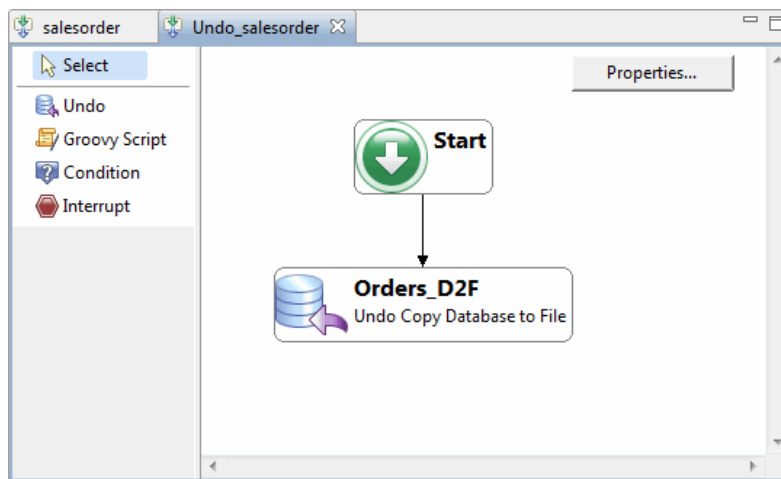 salesorder
Undo_salesorder
Select
Properties...
Undo
Groovy Script
Condition
Interrupt
Start
Orders_D2F
Undo Copy Database to File